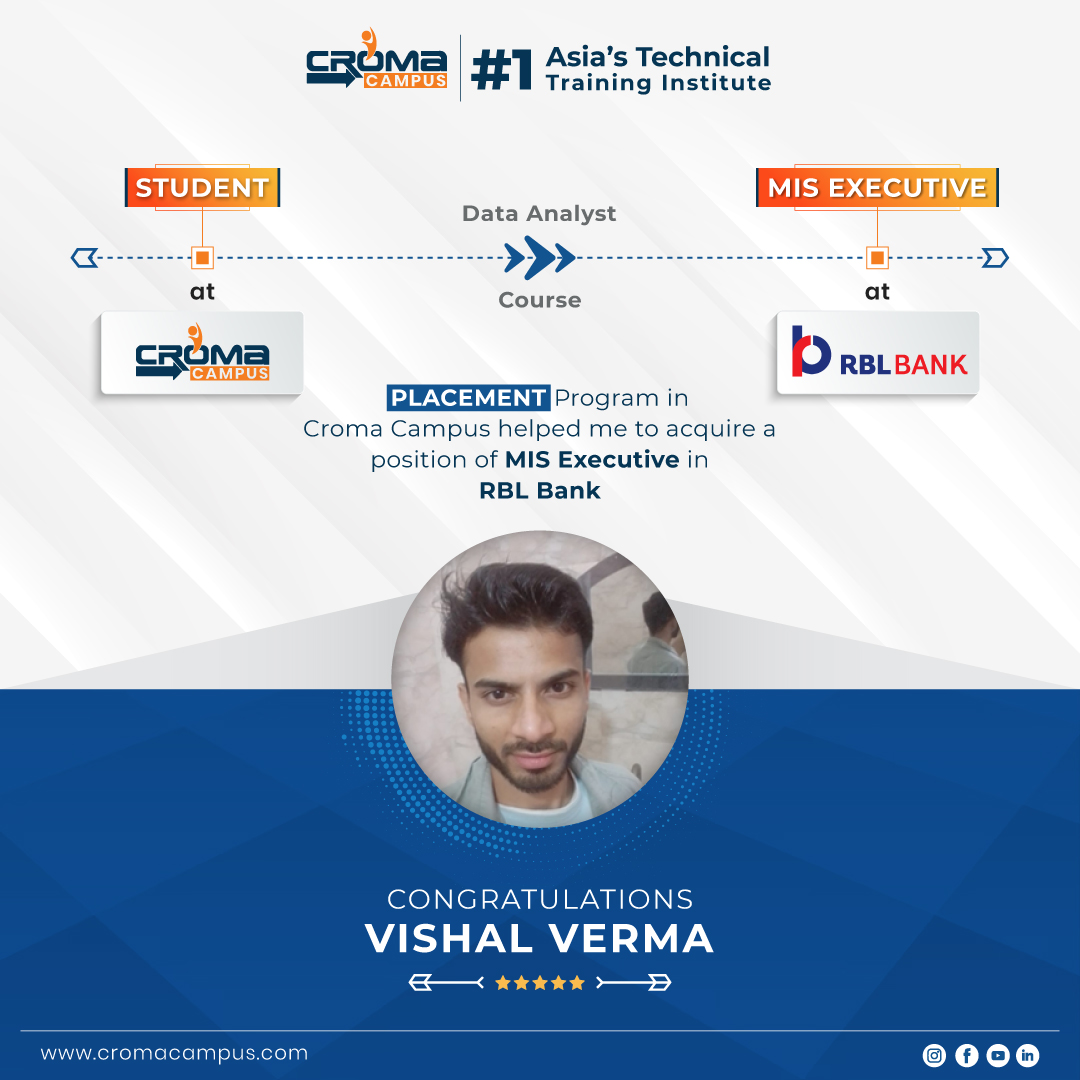 CROMA
CAMPUS
#1 Asia's Technical
Training Institute
STUDENT
MIS EXECUTIVE
Data Analyst
Course
at
at
CROMA
CAMPUS
RBL BANK
PLACEMENT Program in
Croma Campus helped me to acquire a
position of MIS Executive in
RBL Bank
CONGRATULATIONS
VISHAL VERMA
www.cromacampus.com